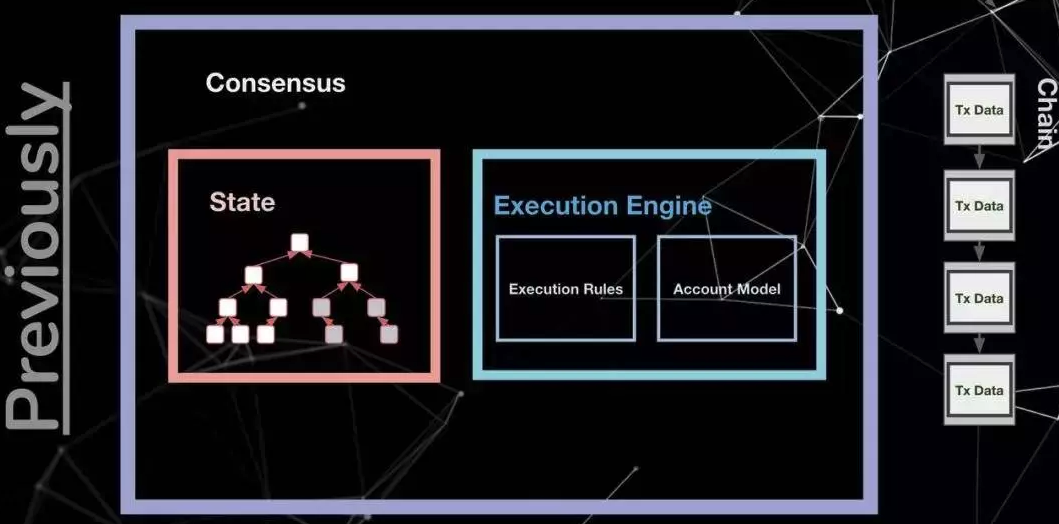 Previously
Consensus
State
Execution Engine
Execution Rules
Account Model
Chain
Tx Data
Tx Data
Tx Data
Tx Data